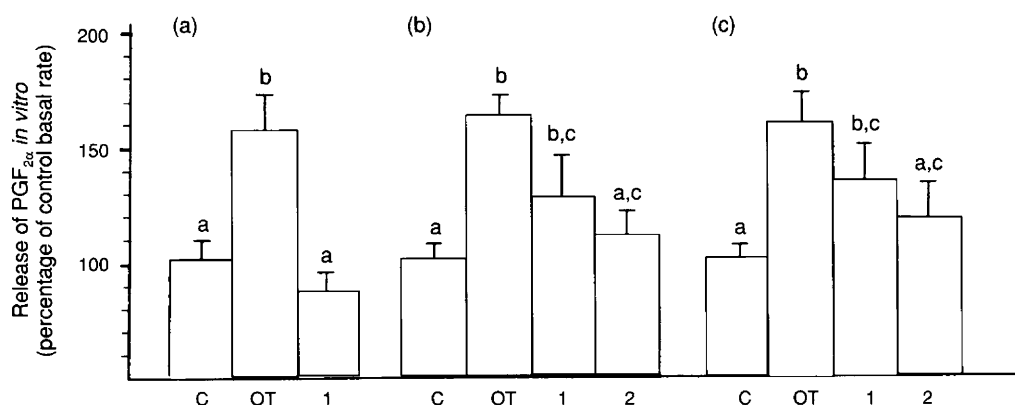 (a) (b) (c)
200
150
100
Release of PGF2α in vitro
(percentage of control basal rate)
a b a
a b b,c a,c
a b b,c a,c
C OT 1 C OT 1 2 C OT 1 2